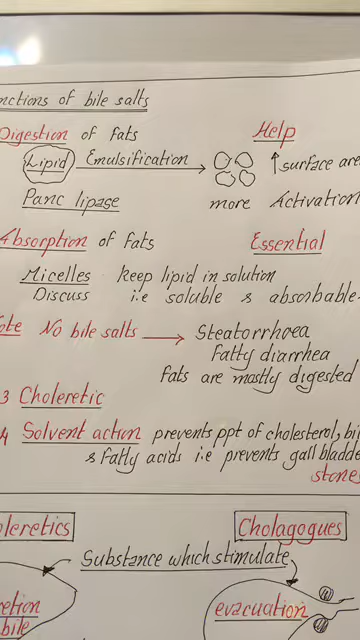 nctions of bile salts
Digestion of fats Help
Lipid Emulsification → ↑ surface are
Panc lipase more Activation
Absorption of fats Essential
Micelles keep lipid in solution
Discuss i.e soluble & absorbable
ote No bile salts → Steatorrhoea
Fatty diarrhea
Fats are mostly digested
3 Choleretic
4 Solvent action prevents ppt of cholesterol, bi
& fatty acids i.e prevents gall bladde
stones
oleretics Cholagogues
Substance which stimulate
retion evacuation
bile